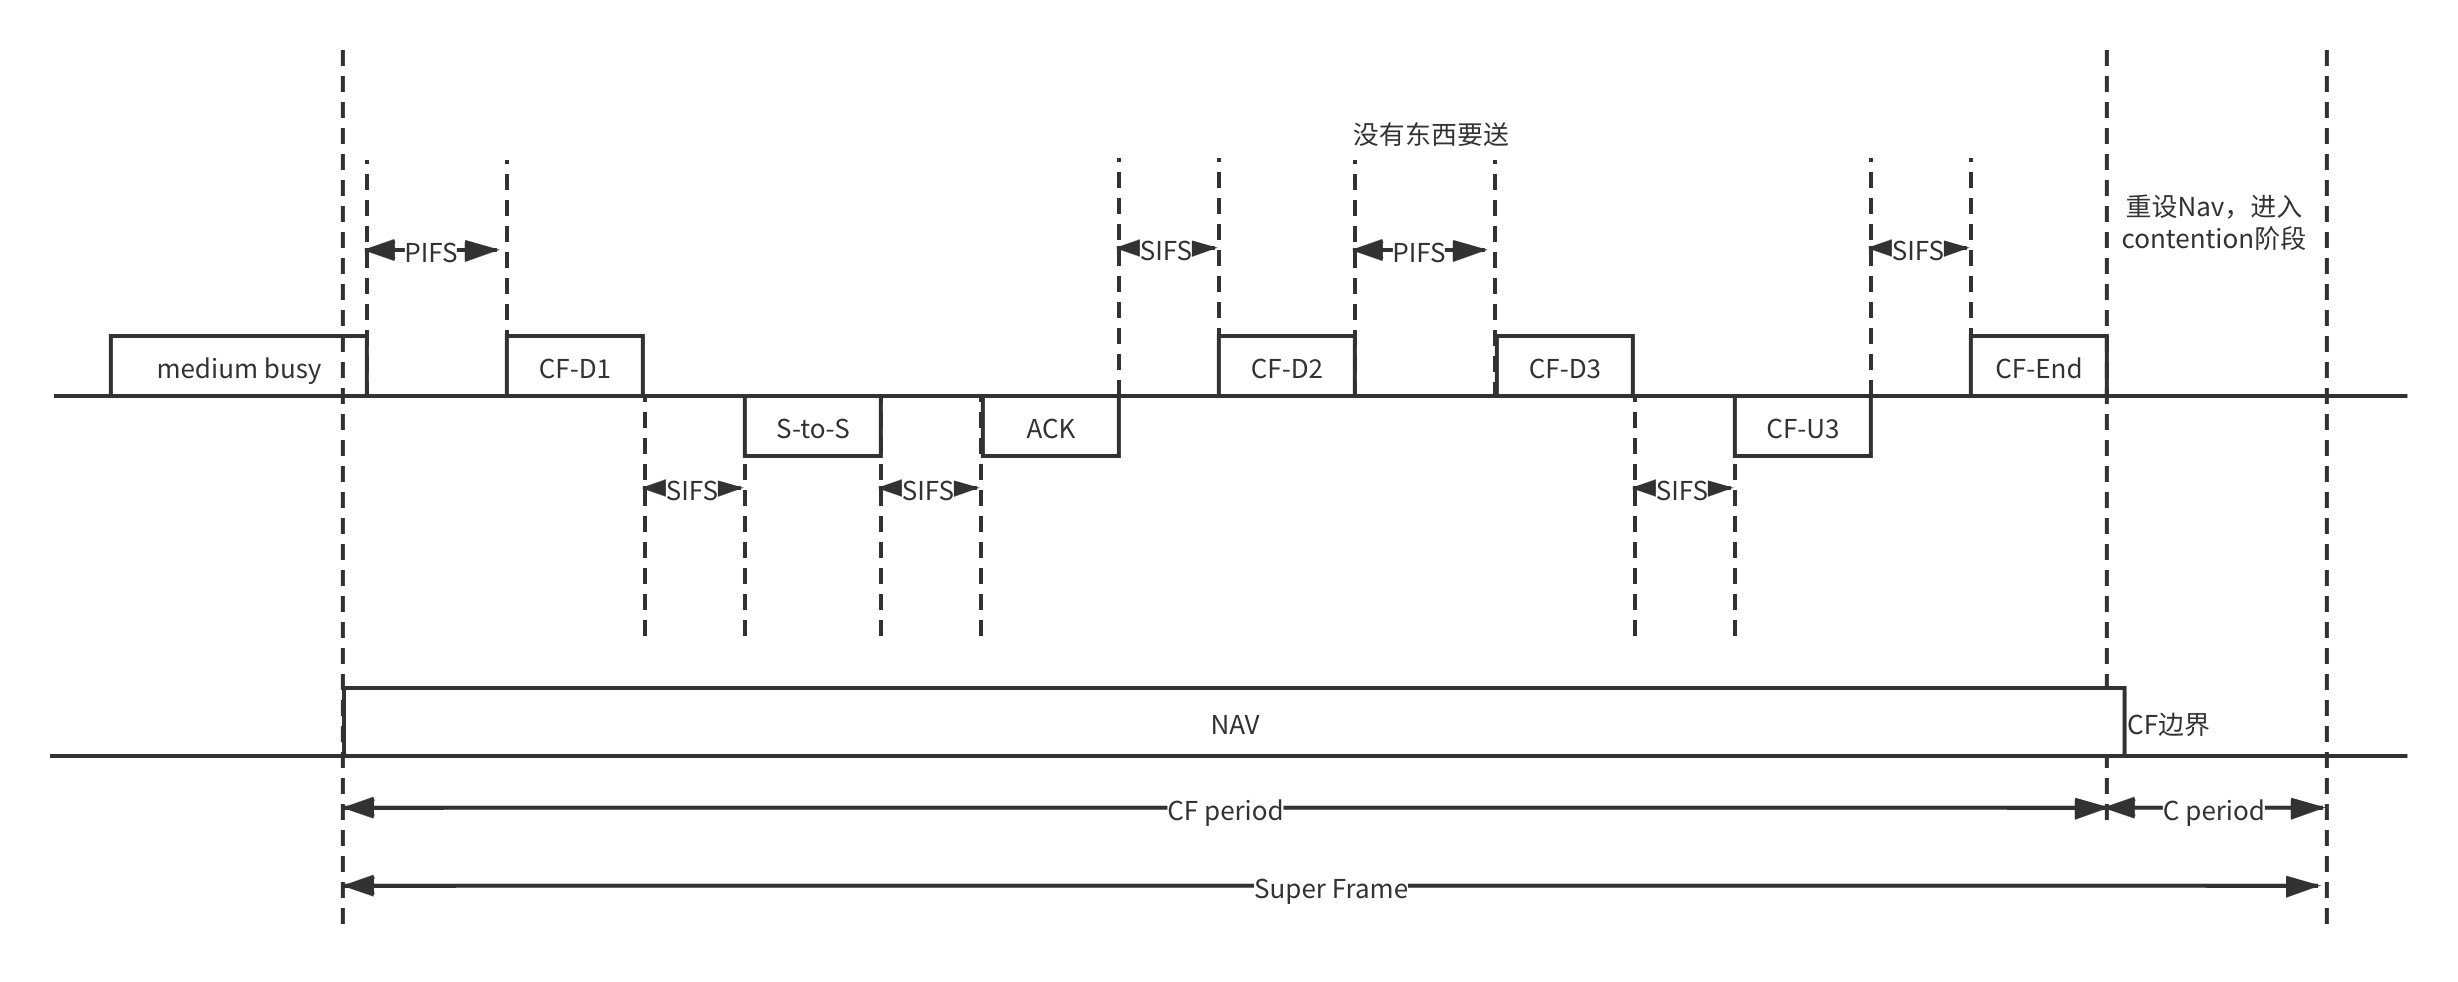 没有东西要送
重设Nav，进入
contention阶段
PIFS
SIFS
PIFS
SIFS
medium busy
CF-D1
CF-D2
CF-D3
CF-End
S-to-S
ACK
CF-U3
SIFS
SIFS
SIFS
NAV
CF边界
CF period
C period
Super Frame